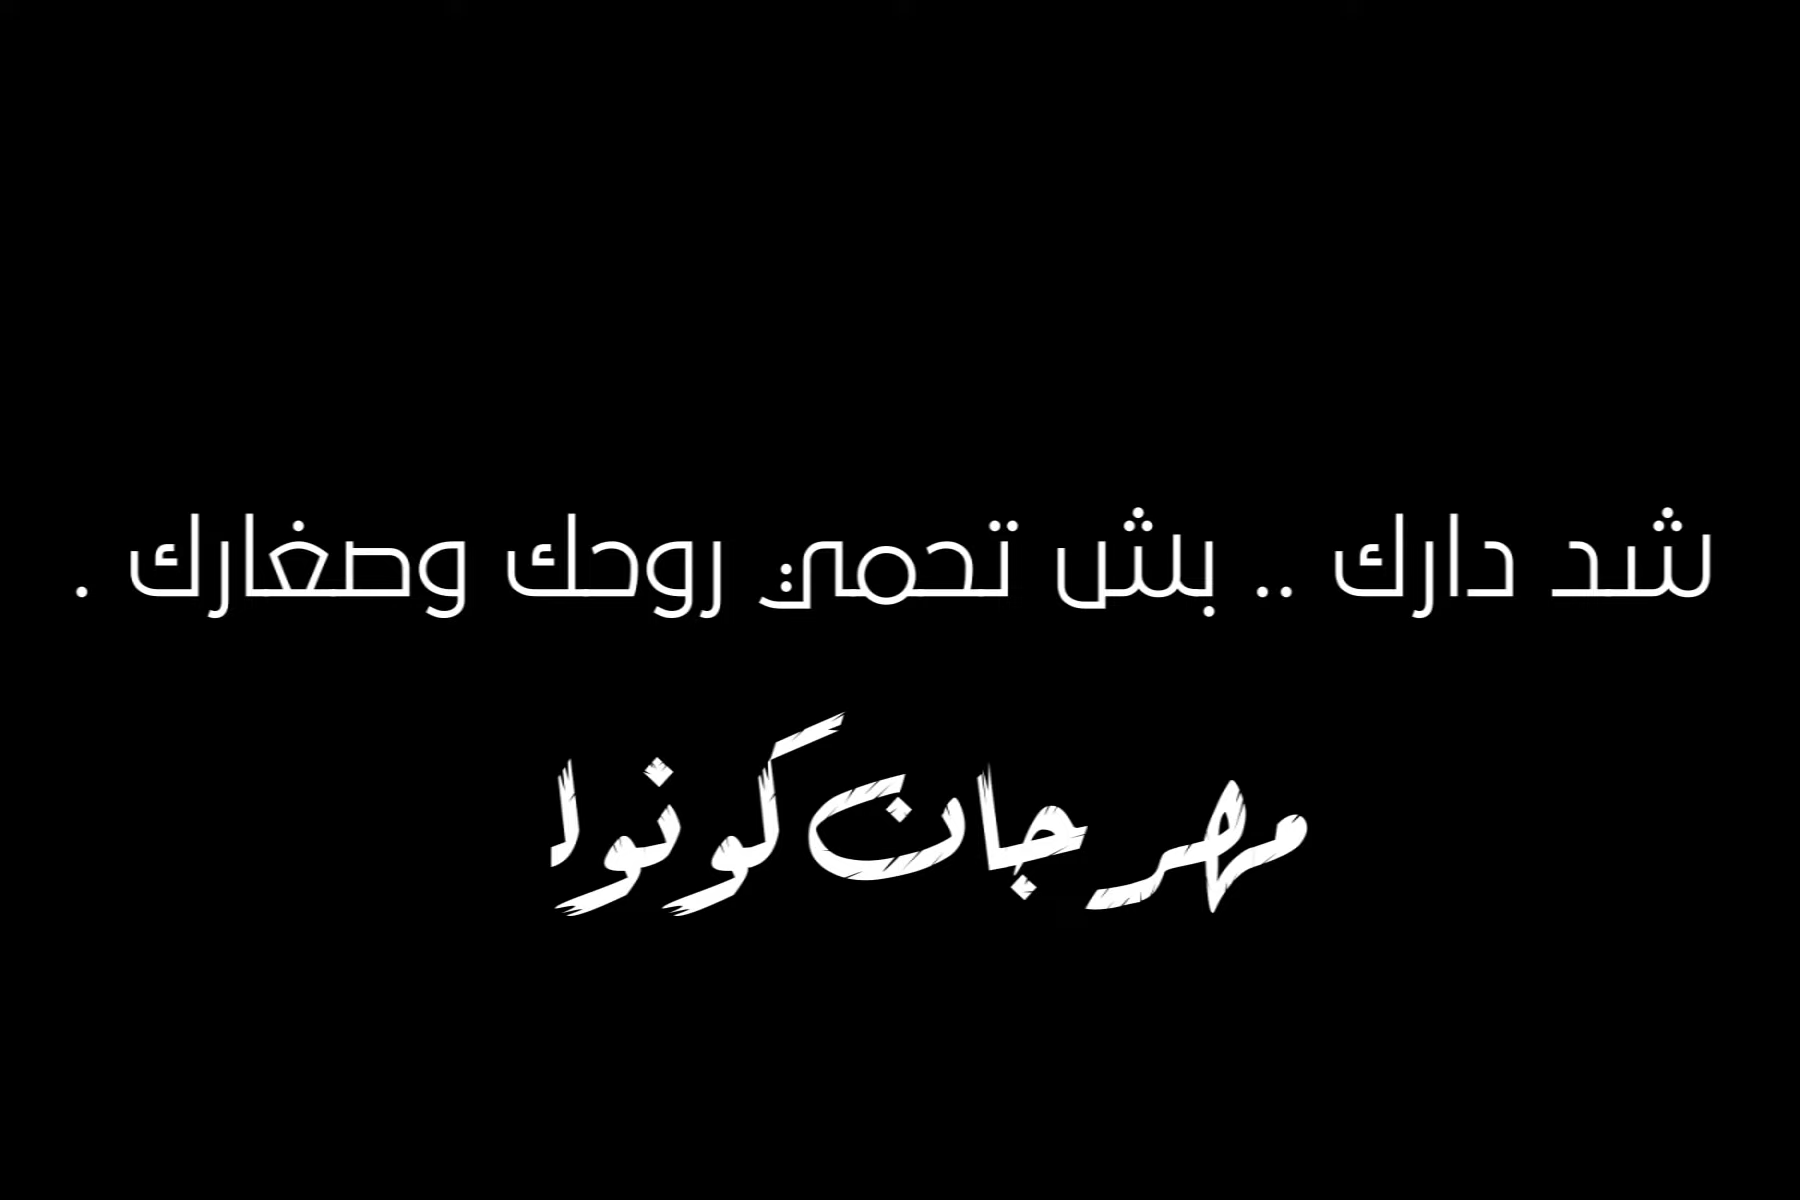 شد دارك .. بش تحمي روحك وصغارك .
مهرجان كونوا